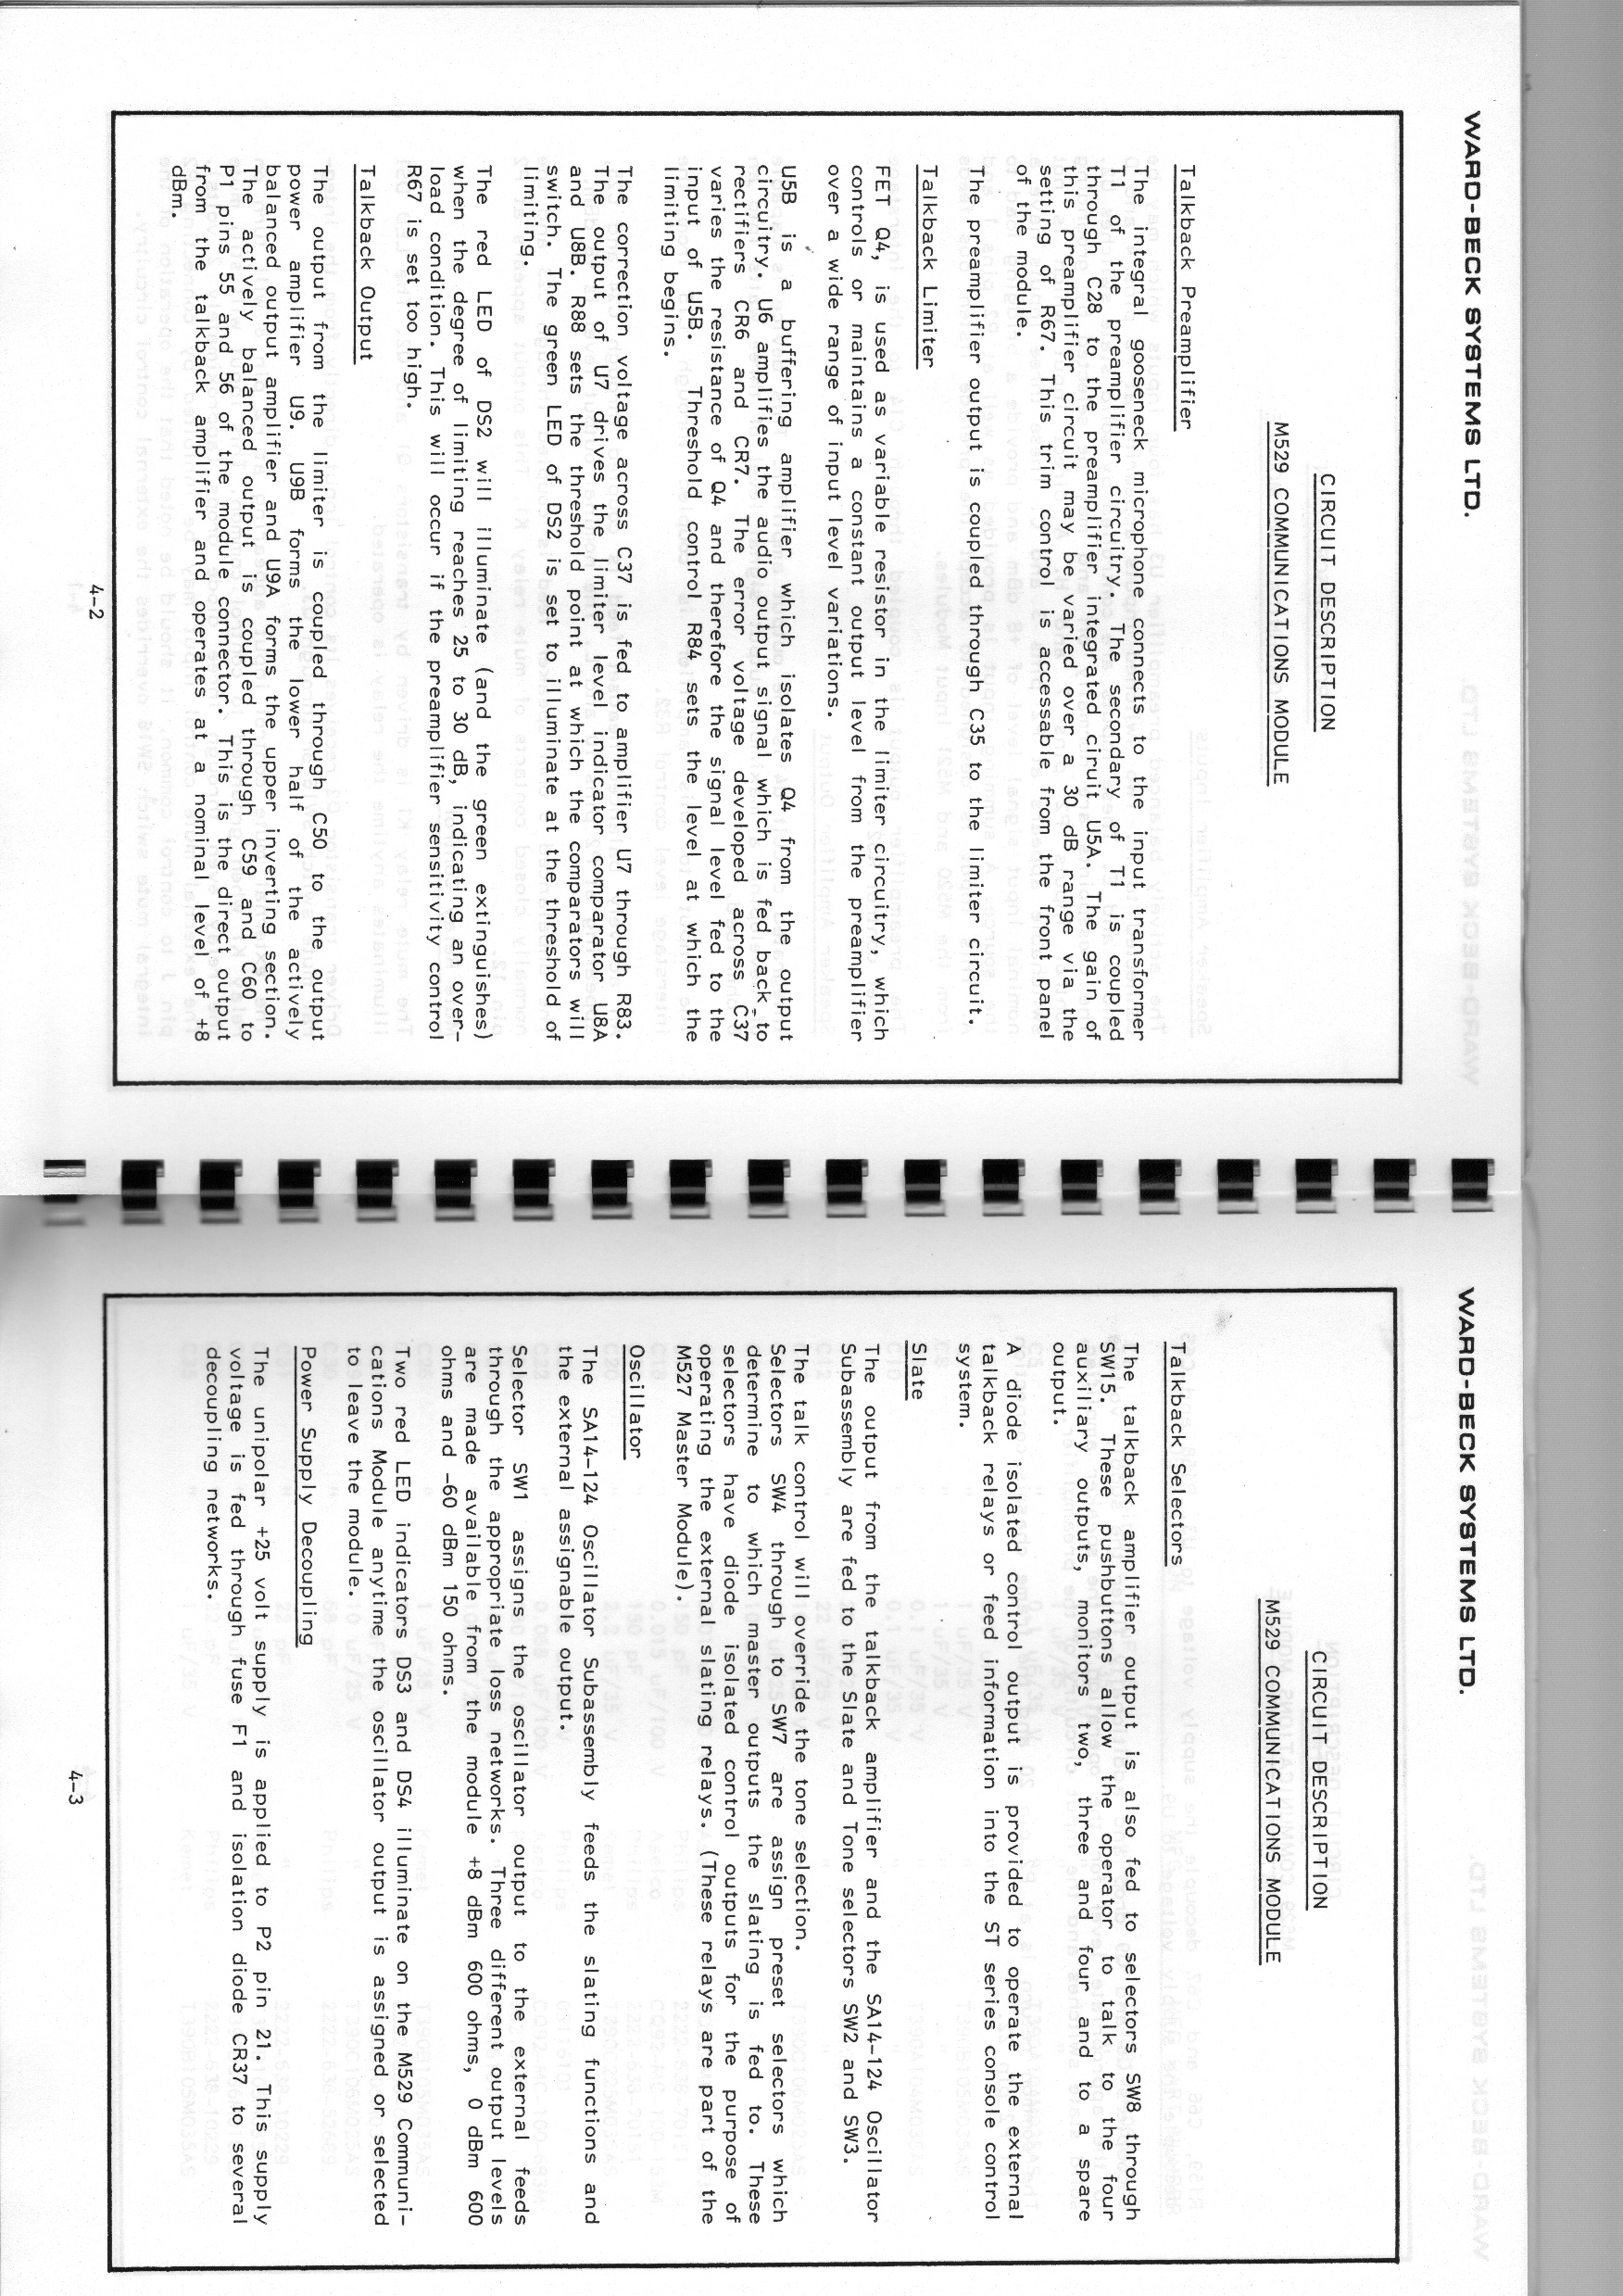 WARD-BECK SYSTEMS LTD.
CIRCUIT DESCRIPTION
M529 COMMUNICATIONS MODULE
Talkback Preamplifier
The integral gooseneck microphone connects to the input transformer
T1 of the preamplifier circuitry. The secondary of T1 is coupled
through C28 to the preamplifier integrated ciruit U5A. The gain of
this preamplifier circuit may be varied over a 30 dB range via the
setting of R67. This trim control is accessable from the front panel
of the module.
The preamplifier output is coupled through C35 to the limiter circuit.
Talkback Limiter
FET Q4, is used as variable resistor in the limiter circuitry, which
controls or maintains a constant output level from the preamplifier
over a wide range of input level variations.
U5B is a buffering amplifier which isolates Q4 from the output
circuitry. U6 amplifies the audio output signal which is fed back to
rectifiers CR6 and CR7. The error voltage developed across C37
varies the resistance of Q4 and therefore the signal level fed to the
input of U5B. Threshold control R84 sets the level at which the
limiting begins.
The correction voltage across C37 is fed to amplifier U7 through R83.
The output of U7 drives the limiter level indicator comparator U8A
and U8B. R88 sets the threshold point at which the comparators will
switch. The green LED of DS2 is set to illuminate at the threshold of
limiting.
The red LED of DS2 will illuminate (and the green extinguishes)
when the degree of limiting reaches 25 to 30 dB, indicating an over-
load condition. This will occur if the preamplifier sensitivity control
R67 is set too high.
Talkback Output
The output from the limiter is coupled through C50 to the output
power amplifier U9. U9B forms the lower half of the actively
balanced output amplifier and U9A forms the upper inverting section.
The actively balanced output is coupled through C59 and C60 to
P1 pins 55 and 56 of the module connector. This is the direct output
from the talkback amplifier and operates at a nominal level of +8
dBm.
4-2
WARD-BECK SYSTEMS LTD.
CIRCUIT DESCRIPTION
M529 COMMUNICATIONS MODULE
Talkback Selectors
The talkback amplifier output is also fed to selectors SW8 through
SW15. These pushbuttons allow the operator to talk to the four
auxiliary outputs, monitors two, three and four and to a spare
output.
A diode isolated control output is provided to operate the external
talkback relays or feed information into the ST series console control
system.
Slate
The output from the talkback amplifier and the SA14-124 Oscillator
Subassembly are fed to the Slate and Tone selectors SW2 and SW3.
The talk control will override the tone selection.
Selectors SW4 through to SW7 are assign preset selectors which
determine to which master outputs the slating is fed to. These
selectors have diode isolated control outputs for the purpose of
operating the external slating relays. (These relays are part of the
M527 Master Module).
Oscillator
The SA14-124 Oscillator Subassembly feeds the slating functions and
the external assignable output.
Selector SW1 assigns the oscillator output to the external feeds
through the appropriate loss networks. Three different output levels
are made available from the module +8 dBm 600 ohms, 0 dBm 600
ohms and -60 dBm 150 ohms.
Two red LED indicators DS3 and DS4 illuminate on the M529 Communi-
cations Module anytime the oscillator output is assigned or selected
to leave the module.
Power Supply Decoupling
The unipolar +25 volt supply is applied to P2 pin 21. This supply
voltage is fed through fuse F1 and isolation diode CR37 to several
decoupling networks.
4-3